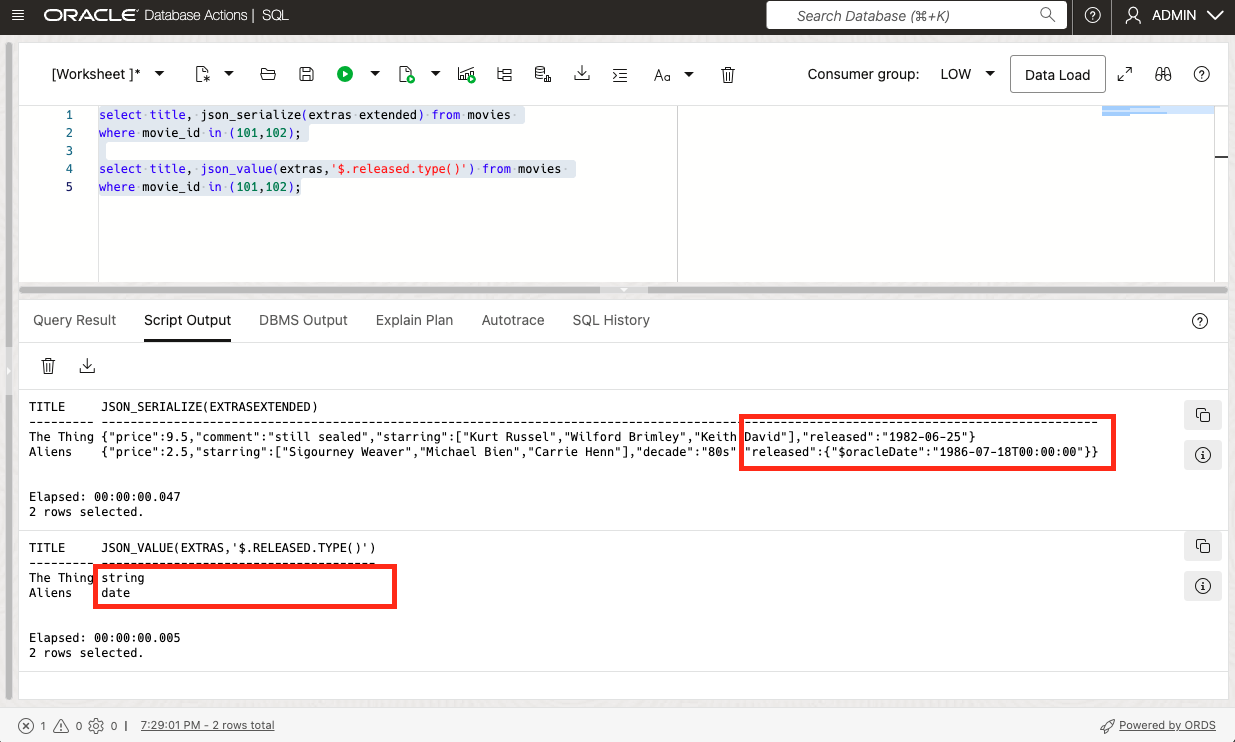 ORACLE Database Actions | SQL
Search Database (⌘+K)
ADMIN
[Worksheet ]*
Aa
Consumer group: LOW
Data Load
1 select title, json_serialize(extras extended) from movies
2 where movie_id in (101,102);
3
4 select title, json_value(extras,'$.released.type()') from movies
5 where movie_id in (101,102);
Query Result Script Output DBMS Output Explain Plan Autotrace SQL History
TITLE JSON_SERIALIZE(EXTRASEXTENDED)
The Thing {"price":9.5,"comment":"still sealed","starring":["Kurt Russel","Wilford Brimley","Keith David"],"released":"1982-06-25"}
Aliens {"price":2.5,"starring":["Sigourney Weaver","Michael Bien","Carrie Henn"],"decade":"80s" "released":{"$oracleDate":"1986-07-18T00:00:00"}}
Elapsed: 00:00:00.047
2 rows selected.
TITLE JSON_VALUE(EXTRAS,'$.RELEASED.TYPE()')
The Thing string
Aliens date
Elapsed: 00:00:00.005
2 rows selected.
1 0 0 | 7:29:01 PM - 2 rows total
Powered by ORDS